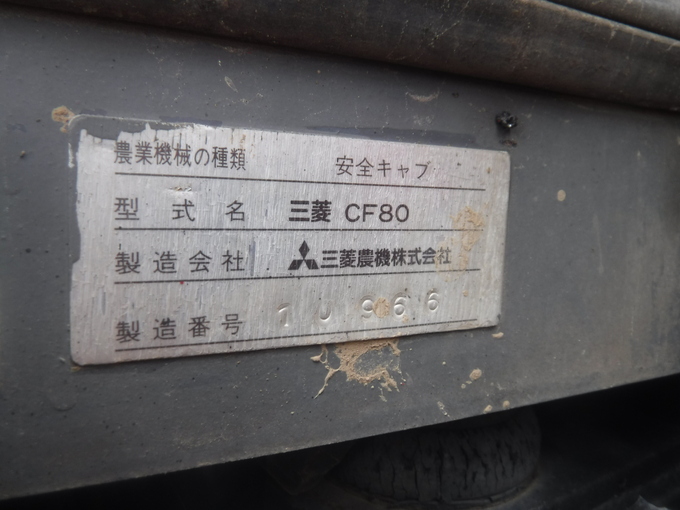 農業機械の種類 安全キャブ
型式名 三菱 CF80
製造会社 三菱農機株式会社
製造番号 10966